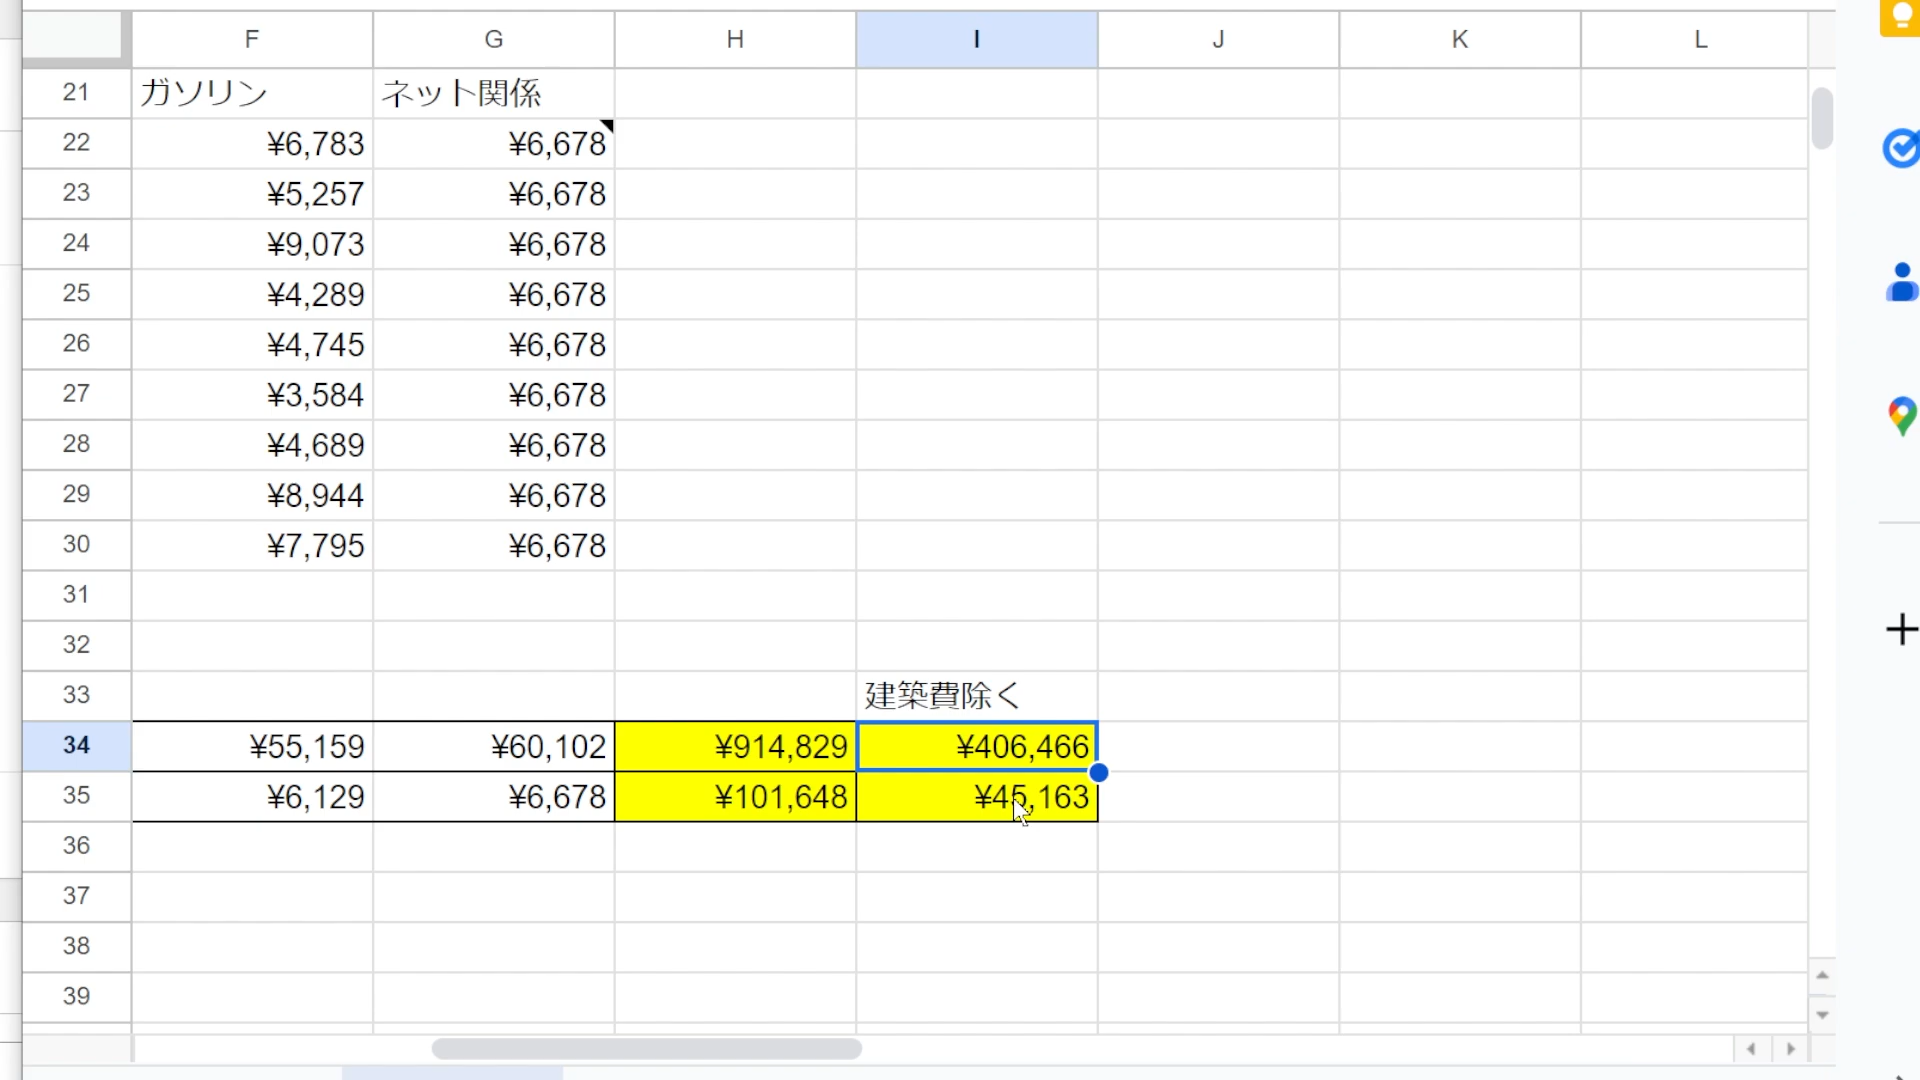 F G H I J K L
21 ガソリン ネット関係
22 ¥6,783 ¥6,678
23 ¥5,257 ¥6,678
24 ¥9,073 ¥6,678
25 ¥4,289 ¥6,678
26 ¥4,745 ¥6,678
27 ¥3,584 ¥6,678
28 ¥4,689 ¥6,678
29 ¥8,944 ¥6,678
30 ¥7,795 ¥6,678
31
32
33 建築費除く
34 ¥55,159 ¥60,102 ¥914,829 ¥406,466
35 ¥6,129 ¥6,678 ¥101,648 ¥45,163
36
37
38
39